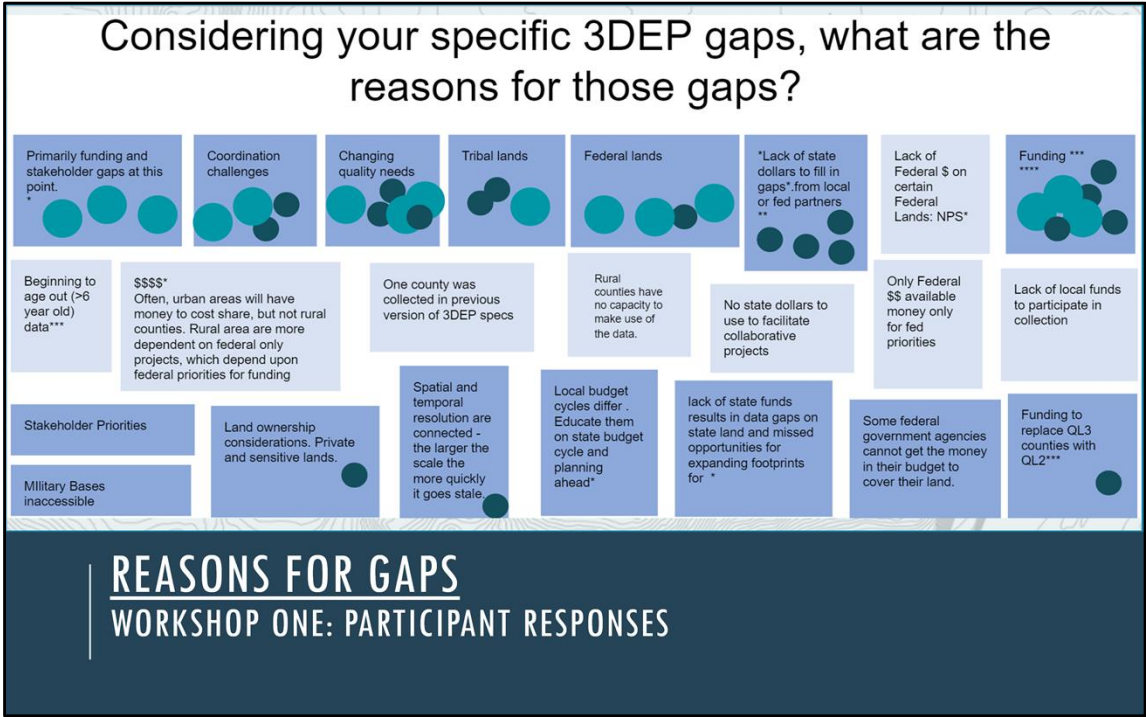 Considering your specific 3DEP gaps, what are the
reasons for those gaps?
Primarily funding and
stakeholder gaps at this
point.
*
Coordination
challenges
Changing
quality needs
Tribal lands
Federal lands
*Lack of state
dollars to fill in
gaps*.from local
or fed partners
**
Lack of
Federal $ on
certain
Federal
Lands: NPS*
Funding ***
****
Beginning to
age out (>6
year old)
data***
$$$$*
Often, urban areas will have
money to cost share, but not rural
counties. Rural area are more
dependent on federal only
projects, which depend upon
federal priorities for funding
One county was
collected in previous
version of 3DEP specs
Rural
counties have
no capacity to
make use of
the data.
No state dollars to
use to facilitate
collaborative
projects
Only Federal
$$ available
money only
for fed
priorities
Lack of local funds
to participate in
collection
Stakeholder Priorities
MIlitary Bases
inaccessible
Land ownership
considerations. Private
and sensitive lands.
Spatial and
temporal
resolution are
connected -
the larger the
scale the
more quickly
it goes stale.
Local budget
cycles differ .
Educate them
on state budget
cycle and
planning
ahead*
lack of state funds
results in data gaps on
state land and missed
opportunities for
expanding footprints
for *
Some federal
government agencies
cannot get the money
in their budget to
cover their land.
Funding to
replace QL3
counties with
QL2***
REASONS FOR GAPS
WORKSHOP ONE: PARTICIPANT RESPONSES